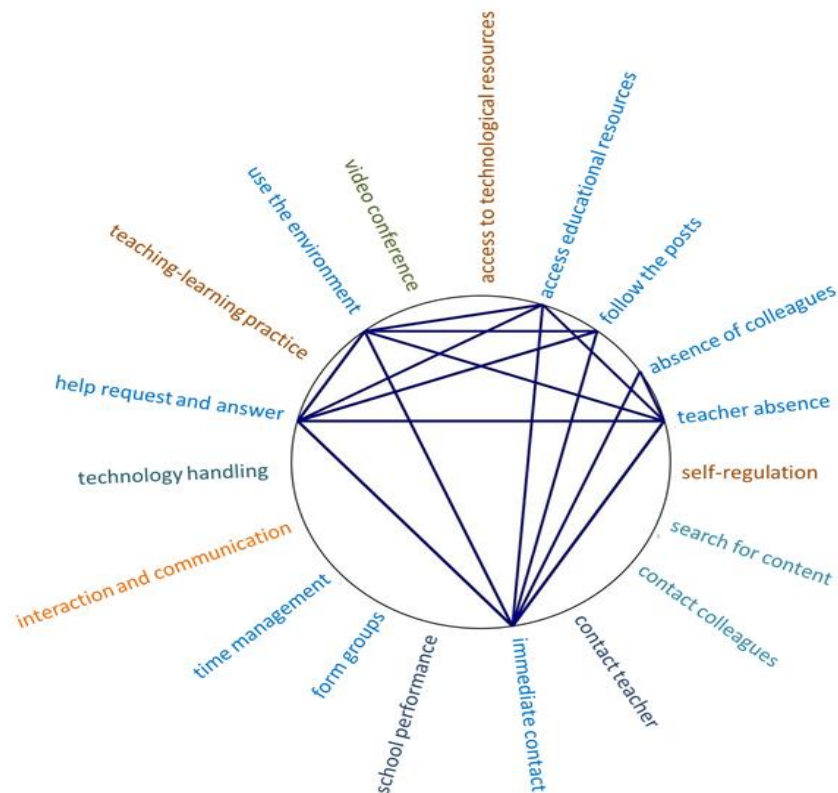 access to technological resources
access educational resources
follow the posts
absence of colleagues
teacher absence
self-regulation
search for content
contact colleagues
contact teacher
immediate contact
school performance
form groups
time management
interaction and communication
technology handling
help request and answer
teaching-learning practice
use the environment
video conference